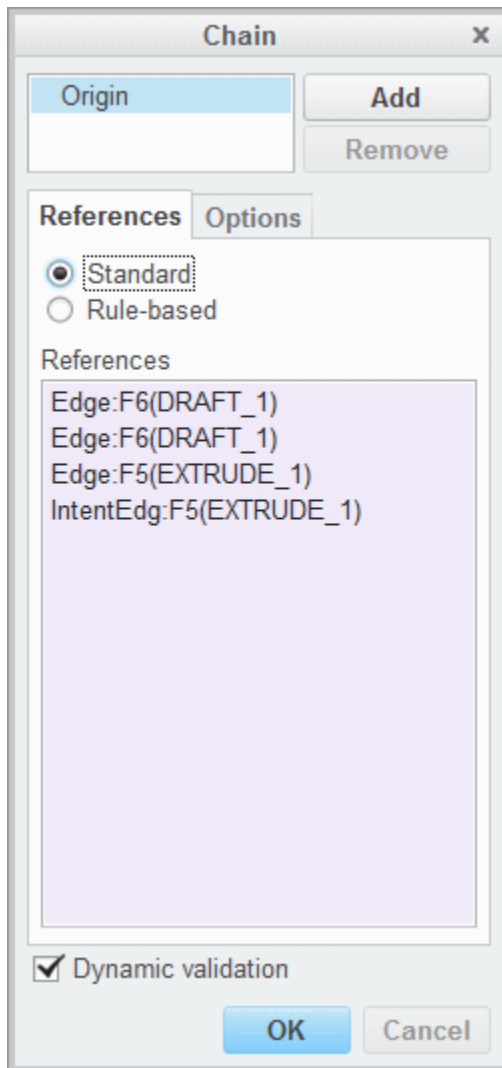 Chain
Origin
Add
Remove
References Options
Standard
Rule-based
References
Edge:F6(DRAFT_1)
Edge:F6(DRAFT_1)
Edge:F5(EXTRUDE_1)
IntentEdg:F5(EXTRUDE_1)
Dynamic validation
OK Cancel